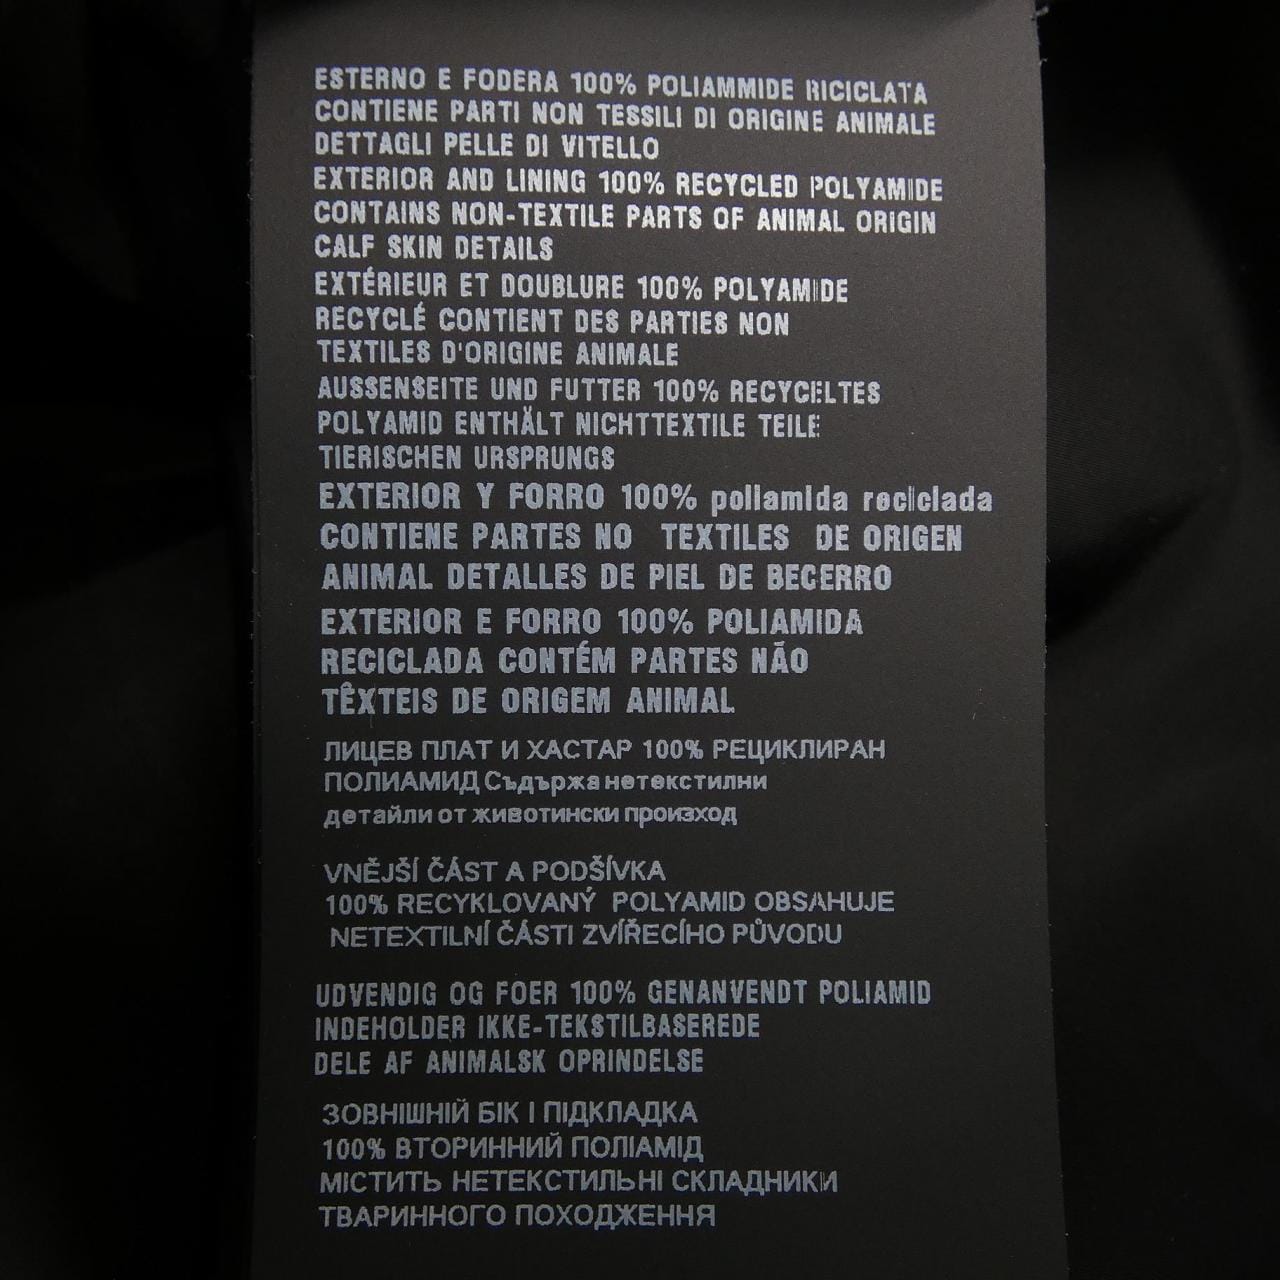 ESTERNO E FODERA 100% POLIAMMIDE RICICLATA
CONTIENE PARTI NON TESSILI DI ORIGINE ANIMALE
DETTAGLI PELLE DI VITELLO
EXTERIOR AND LINING 100% RECYCLED POLYAMIDE
CONTAINS NON-TEXTILE PARTS OF ANIMAL ORIGIN
CALF SKIN DETAILS
EXTÉRIEUR ET DOUBLURE 100% POLYAMIDE
RECYCLÉ CONTIENT DES PARTIES NON
TEXTILES D'ORIGINE ANIMALE
AUSSENSEITE UND FUTTER 100% RECYCELTES
POLYAMID ENTHÄLT NICHTTEXTILE TEILE
TIERISCHEN URSPRUNGS
EXTERIOR Y FORRO 100% poliamida reciclada
CONTIENE PARTES NO TEXTILES DE ORIGEN
ANIMAL DETALLES DE PIEL DE BECERRO
EXTERIOR E FORRO 100% POLIAMIDA
RECICLADA CONTÉM PARTES NÃO
TÊXTEIS DE ORIGEM ANIMAL
ЛИЦЕВ ПЛАТ И ХАСТАР 100% РЕЦИКЛИРАН
ПОЛИАМИД Съдържа нетекстилни
детайли от животински произход
VNĚJŠÍ ČÁST A PODŠÍVKA
100% RECYKLOVANÝ POLYAMID OBSAHUJE
NETEXTILNÍ ČÁSTI ZVÍŘECÍHO PŮVODU
UDVENDIG OG FOER 100% GENANVENDT POLIAMID
INDEHOLDER IKKE-TEKSTILBASEREDE
DELE AF ANIMALSK OPRINDELSE
ЗОВНІШНІЙ БІК І ПІДКЛАДКА
100% ВТОРИННИЙ ПОЛІАМІД
МІСТИТЬ НЕТЕКСТИЛЬНІ СКЛАДНИКИ
ТВАРИННОГО ПОХОДЖЕННЯ